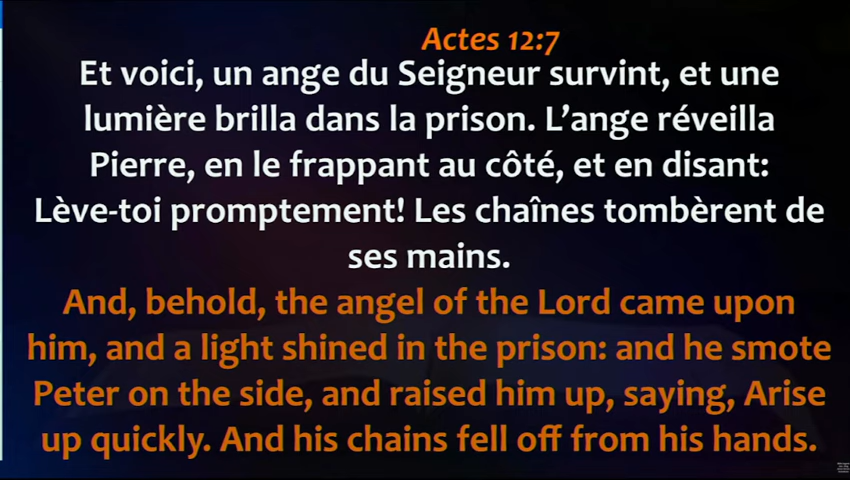 Actes 12:7
Et voici, un ange du Seigneur survint, et une
lumière brilla dans la prison. L’ange réveilla
Pierre, en le frappant au côté, et en disant:
Lève-toi promptement! Les chaînes tombèrent de
ses mains.
And, behold, the angel of the Lord came upon
him, and a light shined in the prison: and he smote
Peter on the side, and raised him up, saying, Arise
up quickly. And his chains fell off from his hands.